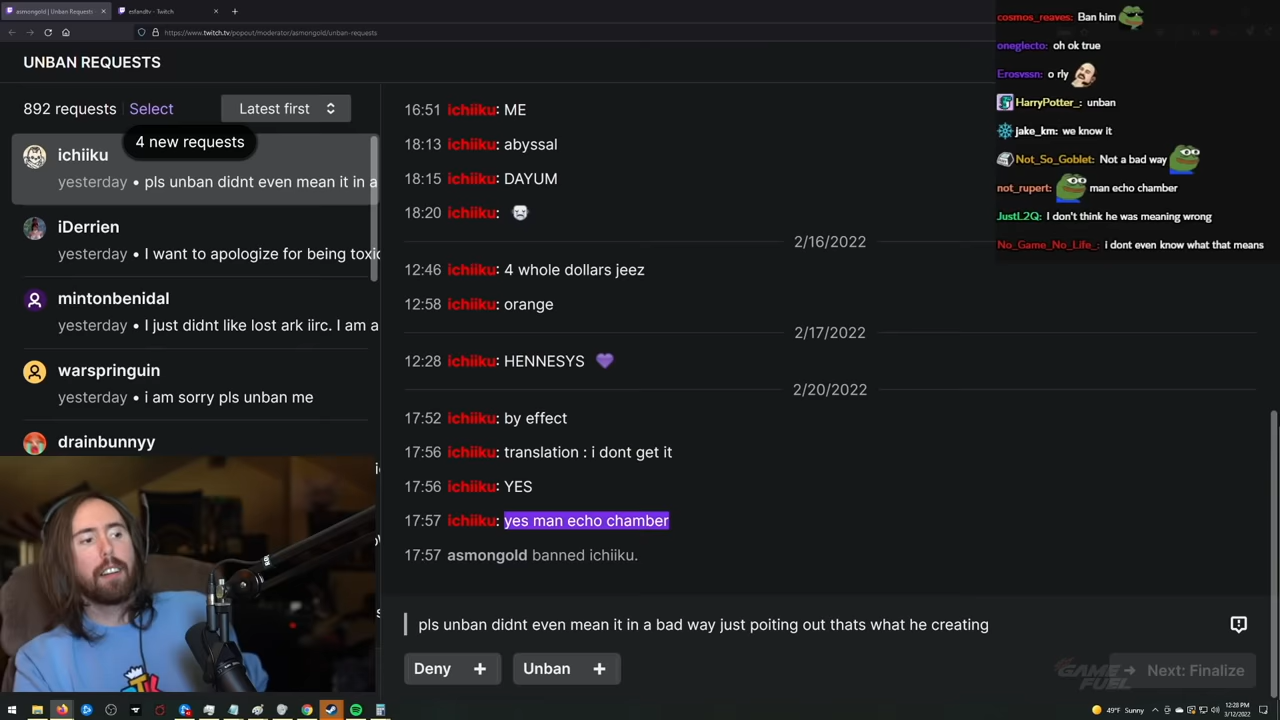 asmongold | Unban Requests
esfandtv - Twitch
https://www.twitch.tv/popout/moderator/asmongold/unban-requests
UNBAN REQUESTS
892 requests Select Latest first
4 new requests
ichiiku
yesterday • pls unban didnt even mean it in a
iDerrien
yesterday • I want to apologize for being toxic
mintonbenidal
yesterday • I just didnt like lost ark iirc. I am a
warspringuin
yesterday • i am sorry pls unban me
drainbunnyy
16:51 ichiiku: ME
18:13 ichiiku: abyssal
18:15 ichiiku: DAYUM
18:20 ichiiku:
2/16/2022
12:46 ichiiku: 4 whole dollars jeez
12:58 ichiiku: orange
2/17/2022
12:28 ichiiku: HENNESYS
2/20/2022
17:52 ichiiku: by effect
17:56 ichiiku: translation : i dont get it
17:56 ichiiku: YES
17:57 ichiiku: yes man echo chamber
17:57 asmongold banned ichiiku.
pls unban didnt even mean it in a bad way just poiting out thats what he creating
Deny + Unban +
Next: Finalize
GAME FUEL
cosmos_reaves: Ban him
oneglecto: oh ok true
Erosvssn: o rly
HarryPotter_: unban
jake_km: we know it
Not_So_Goblet: Not a bad way
not_rupert: man echo chamber
JustL2Q: I don't think he was meaning wrong
No_Game_No_Life_: i dont even know what that means
49°F Sunny
12:28 PM
3/12/2022